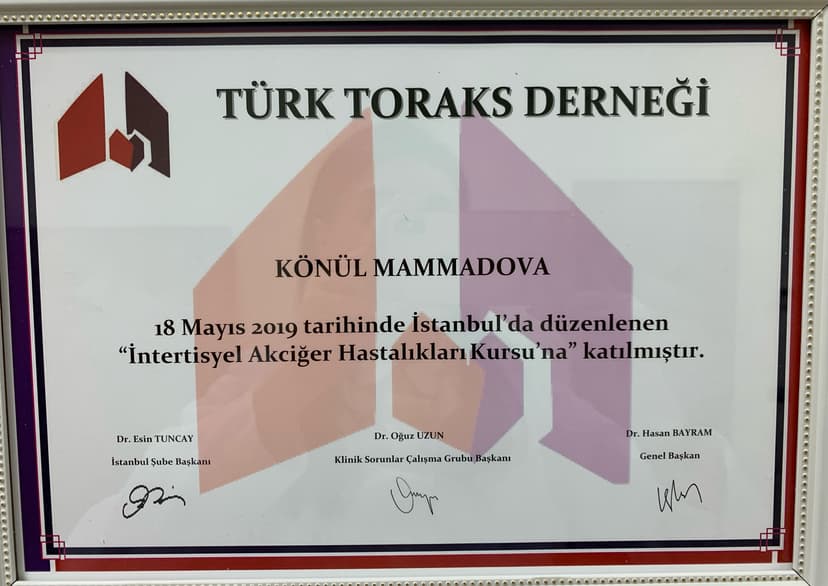 TÜRK TORAKS DERNEĞİ
KÖNÜL MAMMADOVA
18 Mayıs 2019 tarihinde İstanbul'da düzenlenen
“İntertisyel Akciğer Hastalıkları Kursu'na” katılmıştır.
Dr. Esin TUNCAY
İstanbul Şube Başkanı
Dr. Oğuz UZUN
Klinik Sorunlar Çalışma Grubu Başkanı
Dr. Hasan BAYRAM
Genel Başkan